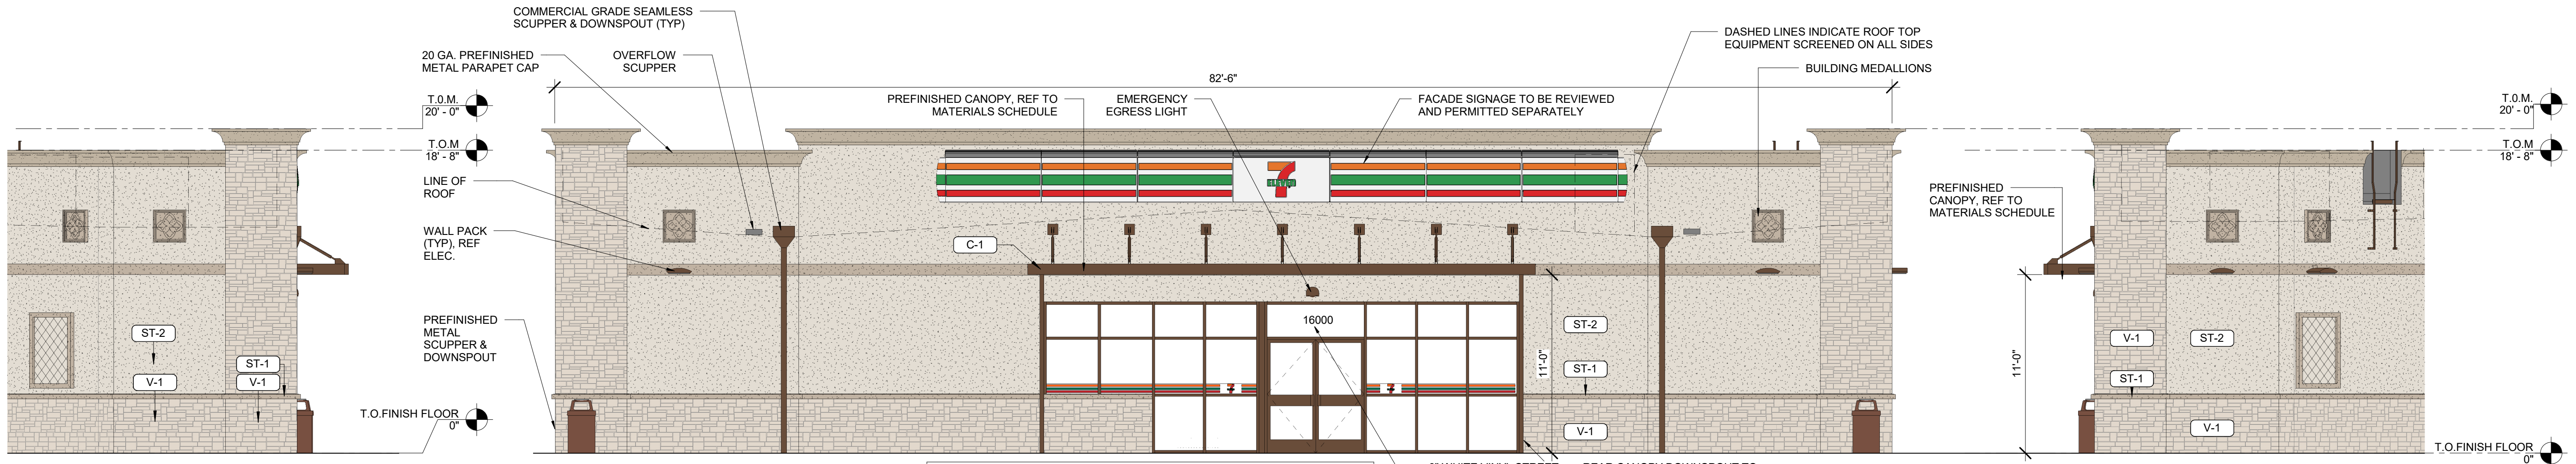 COMMERCIAL GRADE SEAMLESS
SCUPPER & DOWNSPOUT (TYP)
20 GA. PREFINISHED
METAL PARAPET CAP
OVERFLOW
SCUPPER
T.O.M.
20' - 0"
T.O.M
18' - 8"
LINE OF
ROOF
WALL PACK
(TYP), REF
ELEC.
PREFINISHED
METAL
SCUPPER &
DOWNSPOUT
T.O.FINISH FLOOR
0"
ST-2
V-1
ST-1
V-1
82'-6"
PREFINISHED CANOPY, REF TO
MATERIALS SCHEDULE
EMERGENCY
EGRESS LIGHT
FACADE SIGNAGE TO BE REVIEWED
AND PERMITTED SEPARATELY
DASHED LINES INDICATE ROOF TOP
EQUIPMENT SCREENED ON ALL SIDES
BUILDING MEDALLIONS
7
ELEVEN
C-1
16000
7
7
11'-0"
ST-2
ST-1
V-1
PREFINISHED
CANOPY, REF TO
MATERIALS SCHEDULE
11'-0"
V-1
ST-2
ST-1
V-1
T.O.M.
20' - 0"
T.O.M
18' - 8"
T.O.FINISH FLOOR
0"